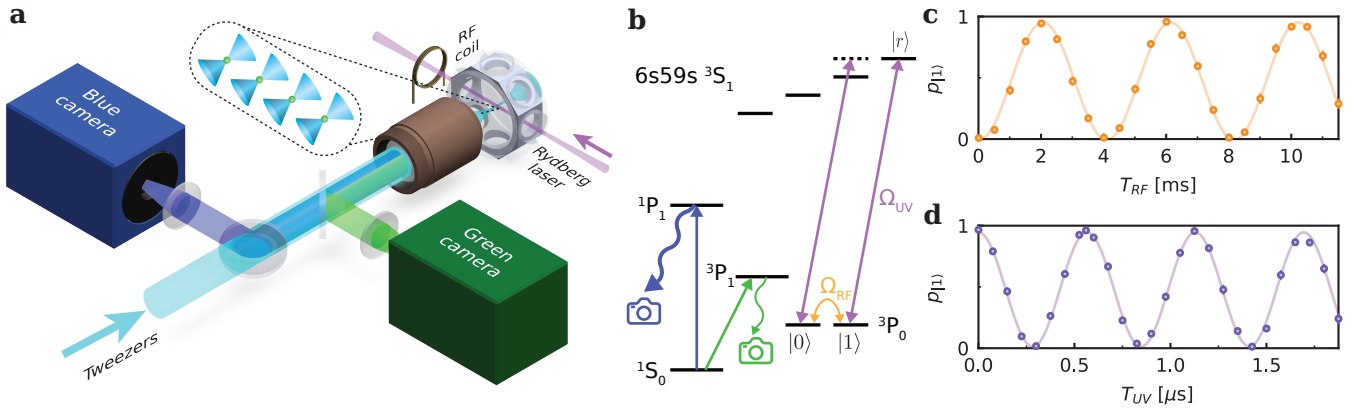 a
Blue
camera
RF
coil
Rydberg
laser
Green
camera
Tweezers
b
6s59s ³S₁
|r⟩
Ω_UV
¹P₁
³P₁
Ω_RF
³P₀
|0⟩ |1⟩
¹S₀
c
1
p|1⟩
0
0 2 4 6 8 10
T_RF [ms]
d
1
p|1⟩
0
0.0 0.5 1.0 1.5
T_UV [μs]